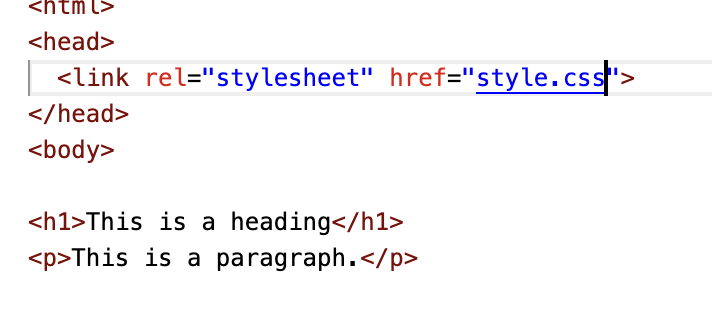 <html>
<head>
<link rel="stylesheet" href="style.css">
</head>
<body>
<h1>This is a heading</h1>
<p>This is a paragraph.</p>